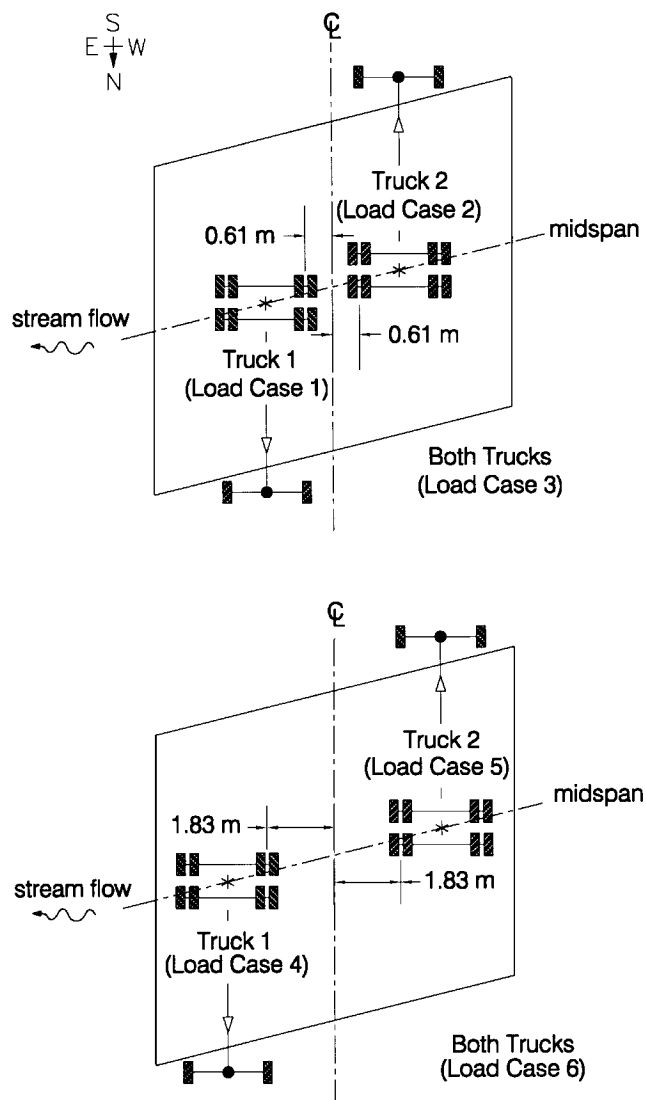 S
E W
N
℄
Truck 2
(Load Case 2)
0.61 m
midspan
stream flow
0.61 m
Truck 1
(Load Case 1)
Both Trucks
(Load Case 3)
℄
Truck 2
(Load Case 5)
midspan
1.83 m
stream flow
1.83 m
Truck 1
(Load Case 4)
Both Trucks
(Load Case 6)